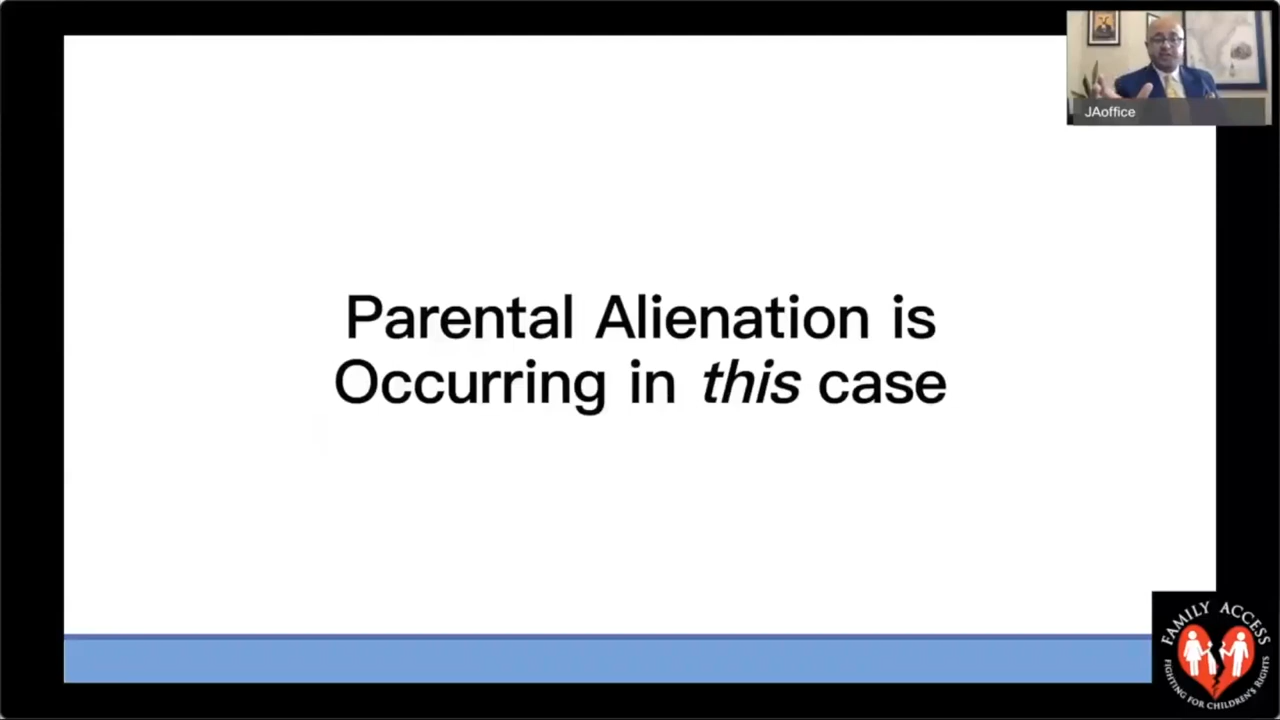 JAoffice
Parental Alienation is
Occurring in this case
FAMILY ACCESS
FIGHTING FOR CHILDREN'S RIGHTS